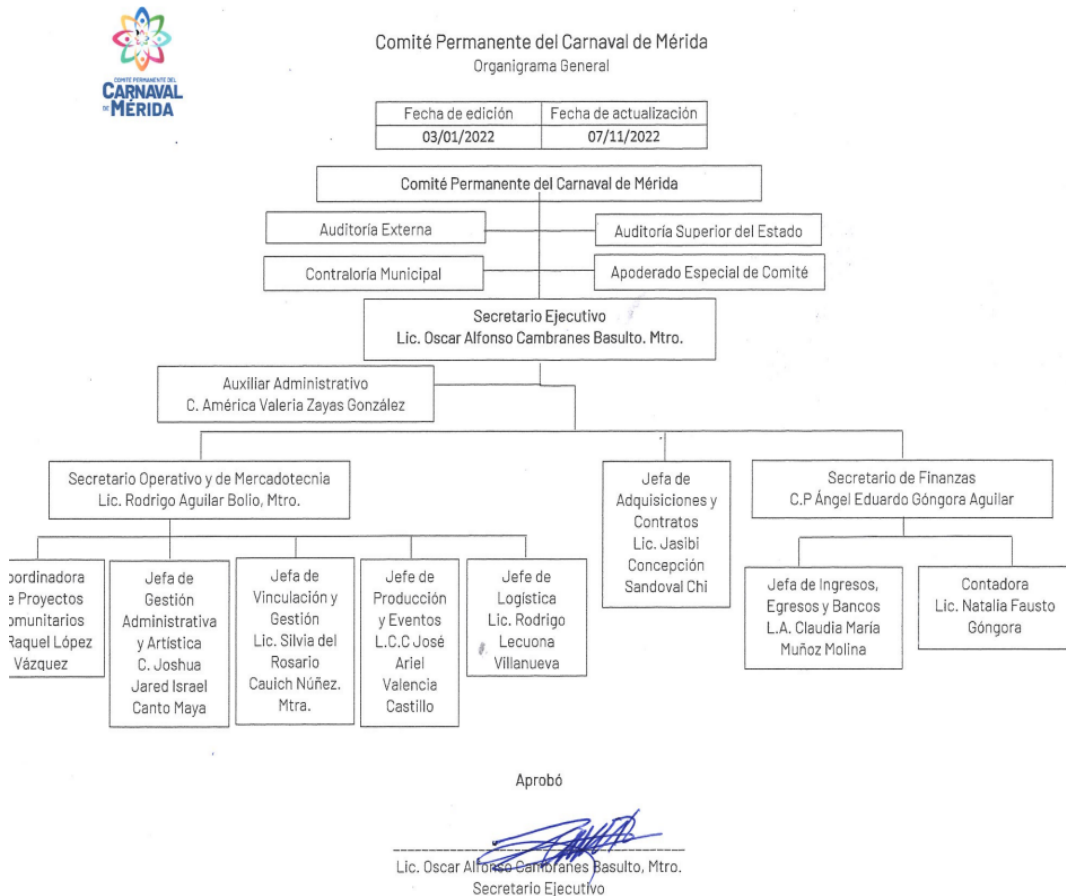 COMITÉ PERMANENTE DEL
CARNAVAL
DE MÉRIDA
Comité Permanente del Carnaval de Mérida
Organigrama General
Fecha de edición Fecha de actualización
03/01/2022 07/11/2022
Comité Permanente del Carnaval de Mérida
Auditoría Externa
Auditoría Superior del Estado
Contraloría Municipal
Apoderado Especial de Comité
Secretario Ejecutivo
Lic. Oscar Alfonso Cambranes Basulto. Mtro.
Auxiliar Administrativo
C. América Valeria Zayas González
Secretario Operativo y de Mercadotecnia
Lic. Rodrigo Aguilar Bolio, Mtro.
Jefa de
Adquisiciones y
Contratos
Lic. Jasibi
Concepción
Sandoval Chi
Secretario de Finanzas
C.P Ángel Eduardo Góngora Aguilar
oordinadora
e Proyectos
omunitarios
Raquel López
Vázquez
Jefa de
Gestión
Administrativa
y Artística
C. Joshua
Jared Israel
Canto Maya
Jefa de
Vinculación y
Gestión
Lic. Silvia del
Rosario
Cauich Núñez.
Mtra.
Jefe de
Producción
y Eventos
L.C.C José
Ariel
Valencia
Castillo
Jefe de
Logística
Lic. Rodrigo
Lecuona
Villanueva
Jefa de Ingresos,
Egresos y Bancos
L.A. Claudia María
Muñoz Molina
Contadora
Lic. Natalia Fausto
Góngora
Aprobó
Lic. Oscar Alfonso Cambranes Basulto, Mtro.
Secretario Ejecutivo